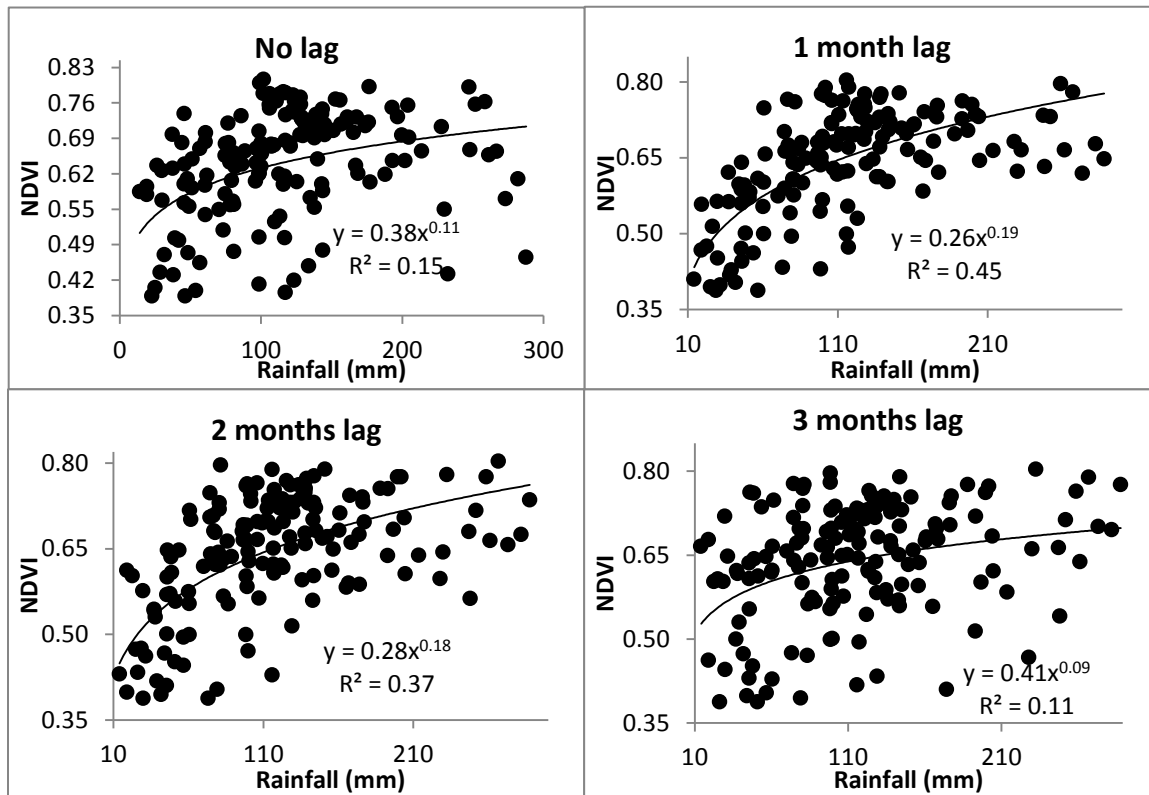 No lag
0.83
0.76
0.69
0.62
0.55
0.49
0.42
0.35
NDVI
y = 0.38x^0.11
R² = 0.15
0 100 200 300
Rainfall (mm)
1 month lag
0.80
0.65
0.50
0.35
NDVI
y = 0.26x^0.19
R² = 0.45
10 110 210
Rainfall (mm)
2 months lag
0.80
0.65
0.50
0.35
NDVI
y = 0.28x^0.18
R² = 0.37
10 110 210
Rainfall (mm)
3 months lag
0.80
0.65
0.50
0.35
NDVI
y = 0.41x^0.09
R² = 0.11
10 110 210
Rainfall (mm)